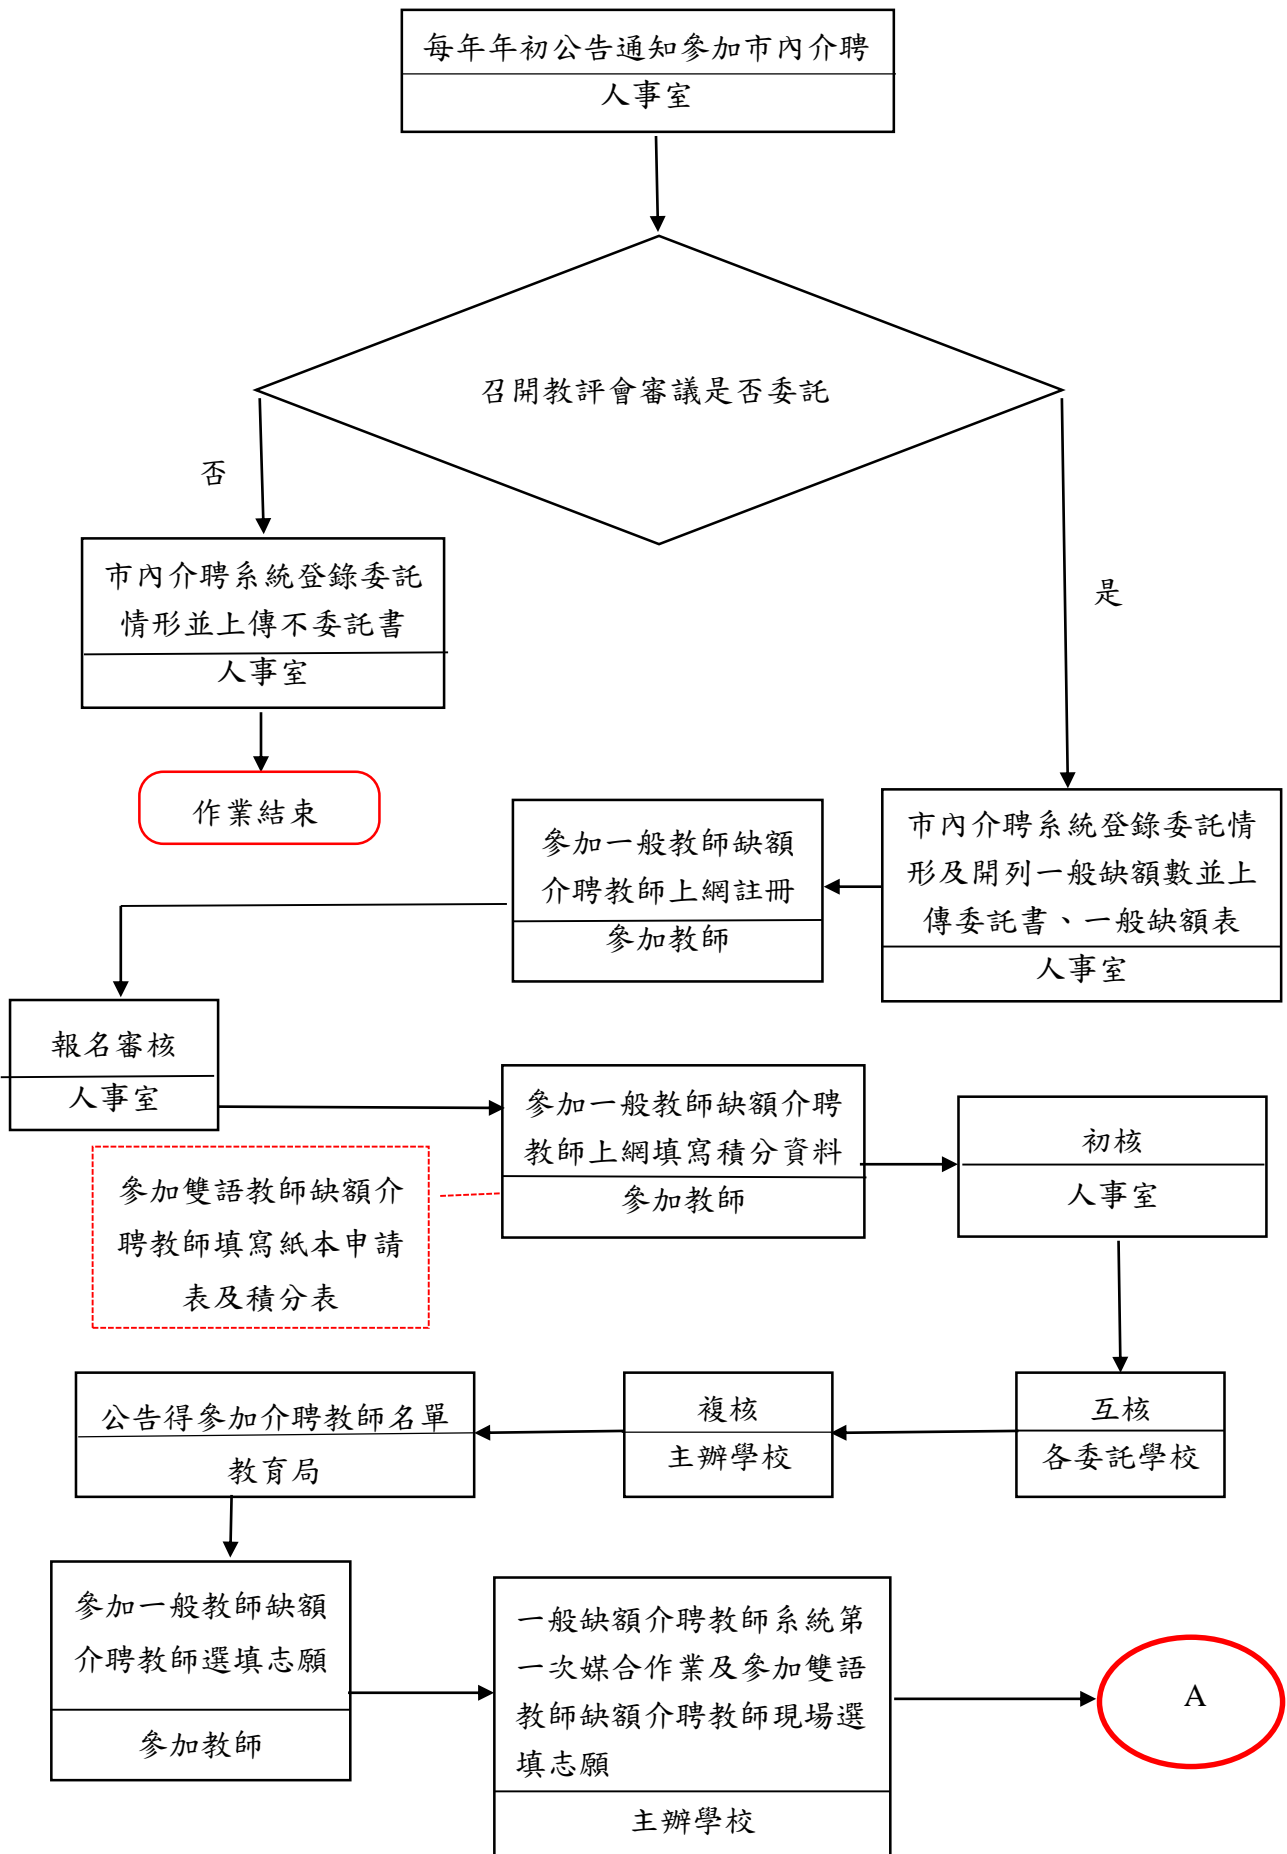 每年年初公告通知參加市內介聘
人事室
召開教評會審議是否委託
否
是
市內介聘系統登錄委託
情形並上傳不委託書
人事室
作業結束
市內介聘系統登錄委託情
形及開列一般缺額數並上
傳委託書、一般缺額表
人事室
參加一般教師缺額
介聘教師上網註冊
參加教師
報名審核
人事室
參加一般教師缺額介聘
教師上網填寫積分資料
參加教師
參加雙語教師缺額介
聘教師填寫紙本申請
表及積分表
初核
人事室
互核
各委託學校
複核
主辦學校
公告得參加介聘教師名單
教育局
參加一般教師缺額
介聘教師選填志願
參加教師
一般缺額介聘教師系統第
一次媒合作業及參加雙語
教師缺額介聘教師現場選
填志願
主辦學校
A